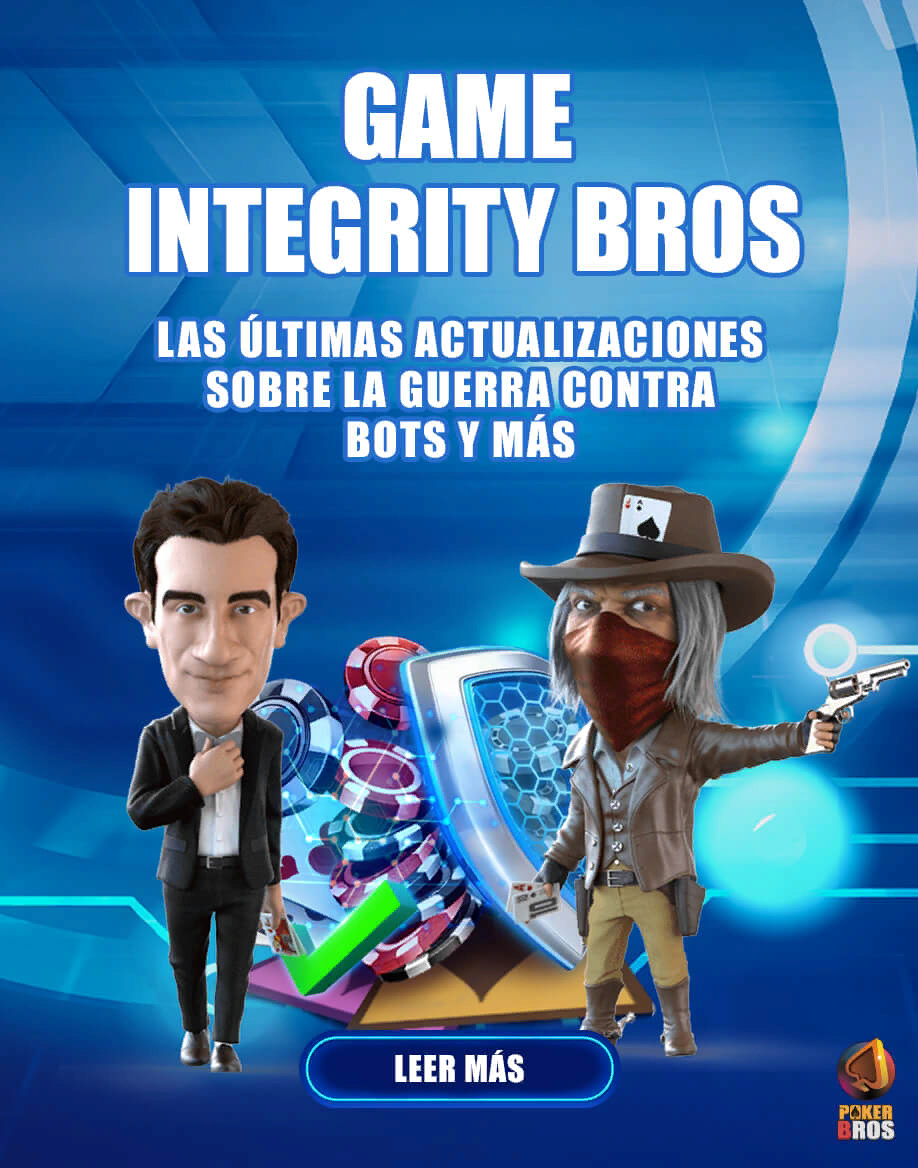 GAME
INTEGRITY BROS
LAS ÚLTIMAS ACTUALIZACIONES
SOBRE LA GUERRA CONTRA
BOTS Y MÁS
LEER MÁS
POKER
BROS